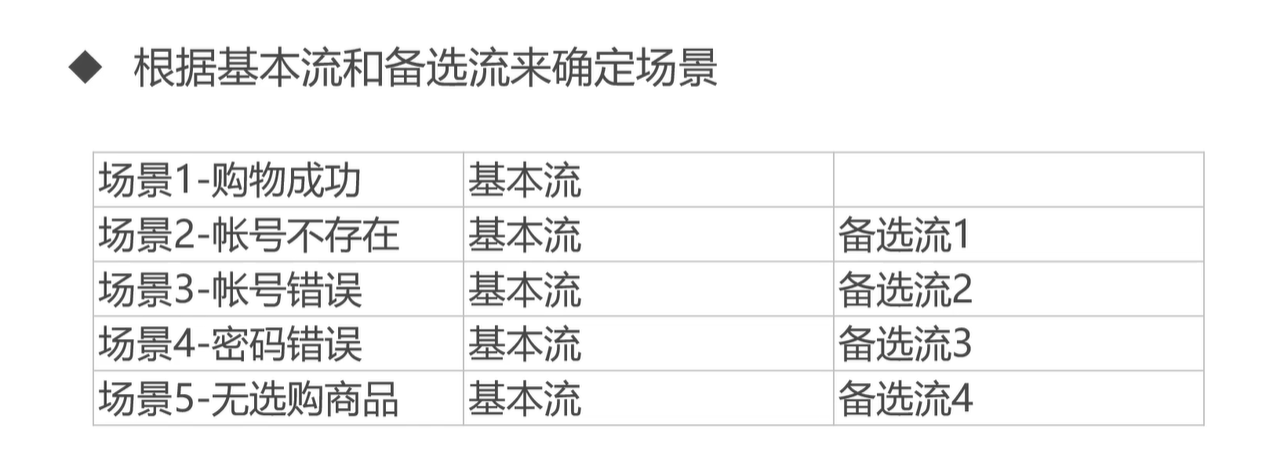 ◆ 根据基本流和备选流来确定场景
场景1-购物成功 基本流
场景2-帐号不存在 基本流 备选流1
场景3-帐号错误 基本流 备选流2
场景4-密码错误 基本流 备选流3
场景5-无选购商品 基本流 备选流4